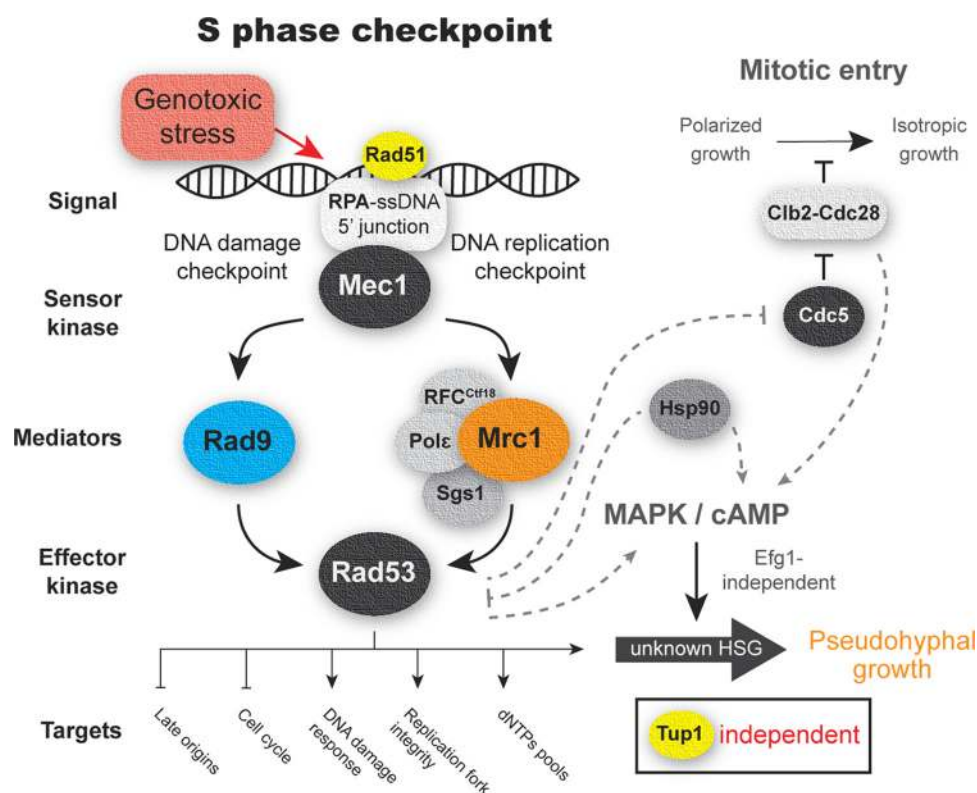 S phase checkpoint
Genotoxic
stress
Rad51
Signal
RPA-ssDNA
5' junction
DNA damage
checkpoint
DNA replication
checkpoint
Sensor
kinase
Mec1
Mediators
Rad9
RFCCtf18
Polε
Mrc1
Sgs1
Effector
kinase
Rad53
Targets
Late origins
Cell cycle
DNA damage
response
Replication fork
integrity
dNTPs pools
Mitotic entry
Polarized
growth
Isotropic
growth
Clb2-Cdc28
Cdc5
Hsp90
MAPK / cAMP
Efg1-
independent
unknown HSG
Pseudohyphal
growth
Tup1 independent